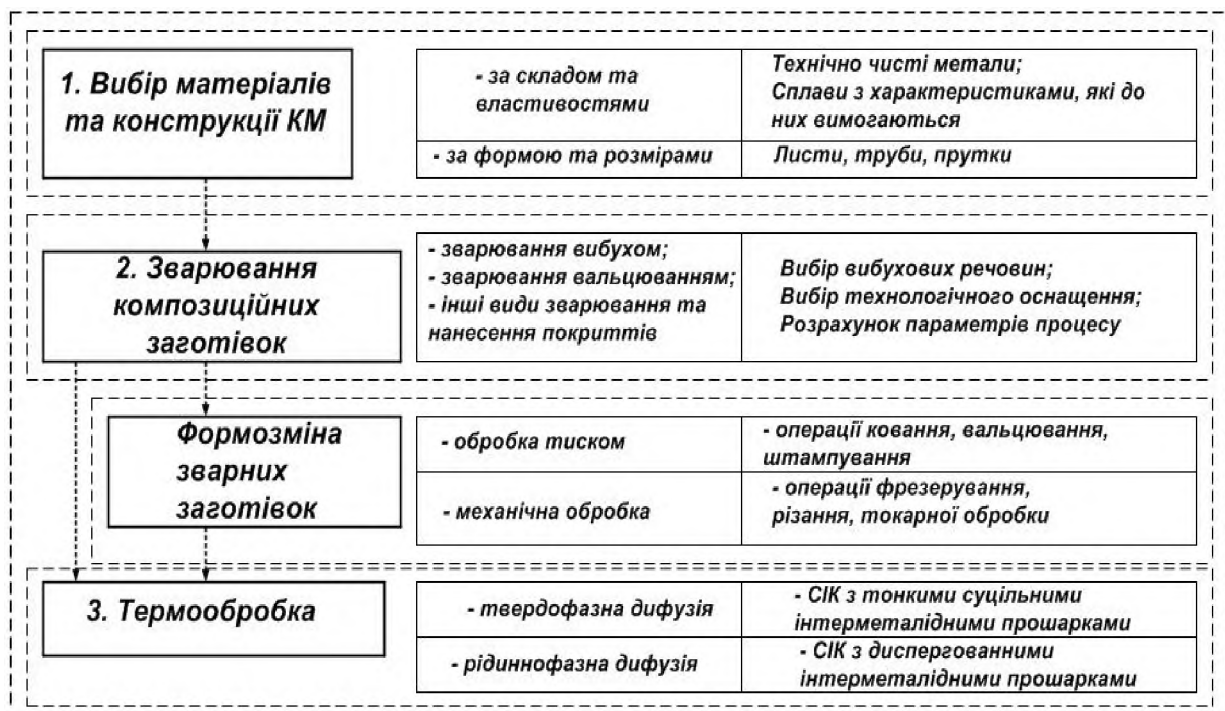 1. Вибір матеріалів
та конструкції КМ
- за складом та
властивостями
Технічно чисті метали;
Сплави з характеристиками, які до
них вимогаються
- за формою та розмірами
Листи, труби, прутки
2. Зварювання
композиційних
заготівок
- зварювання вибухом;
- зварювання вальцюванням;
- інші види зварювання та
нанесення покриттів
Вибір вибухових речовин;
Вибір технологічного оснащення;
Розрахунок параметрів процесу
Формозміна
зварних
заготівок
- обробка тиском
- операції ковання, вальцювання,
штампування
- механічна обробка
- операції фрезерування,
різання, токарної обробки
3. Термообробка
- твердофазна дифузія
- СІК з тонкими суцільними
інтерметалідними прошарками
- рідиннофазна дифузія
- СІК з диспергованними
інтерметалідними прошарками